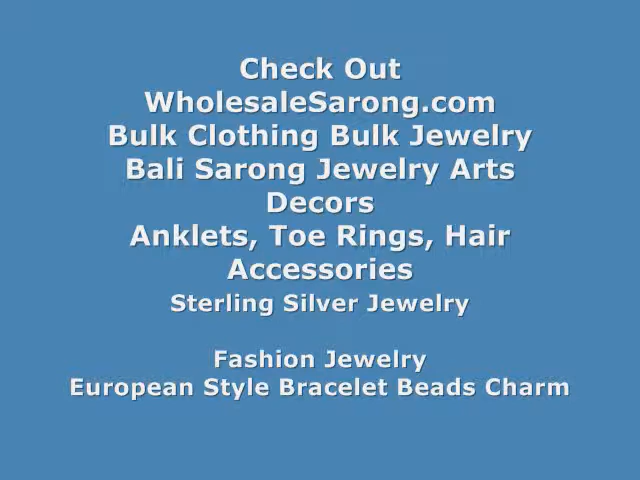 Check Out
WholesaleSarong.com
Bulk Clothing Bulk Jewelry
Bali Sarong Jewelry Arts
Decors
Anklets, Toe Rings, Hair
Accessories
Sterling Silver Jewelry
Fashion Jewelry
European Style Bracelet Beads Charm